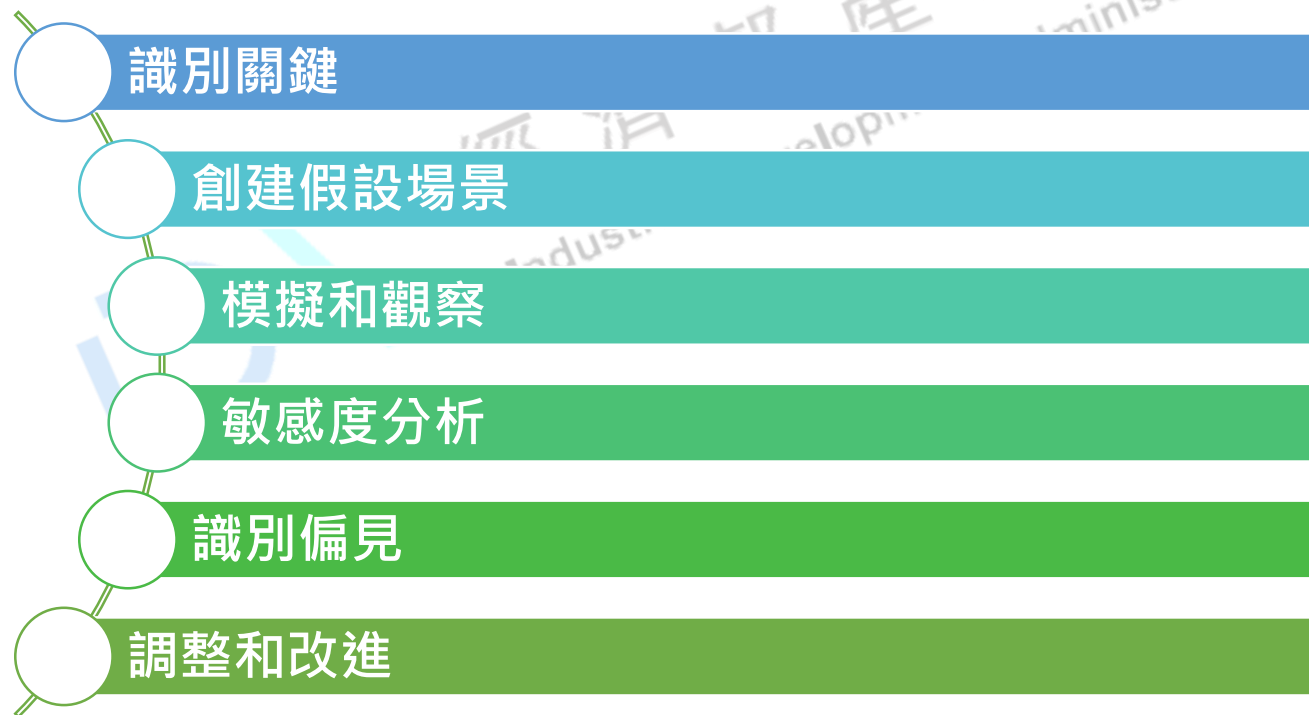 識別關鍵
創建假設場景
模擬和觀察
敏感度分析
識別偏見
調整和改進